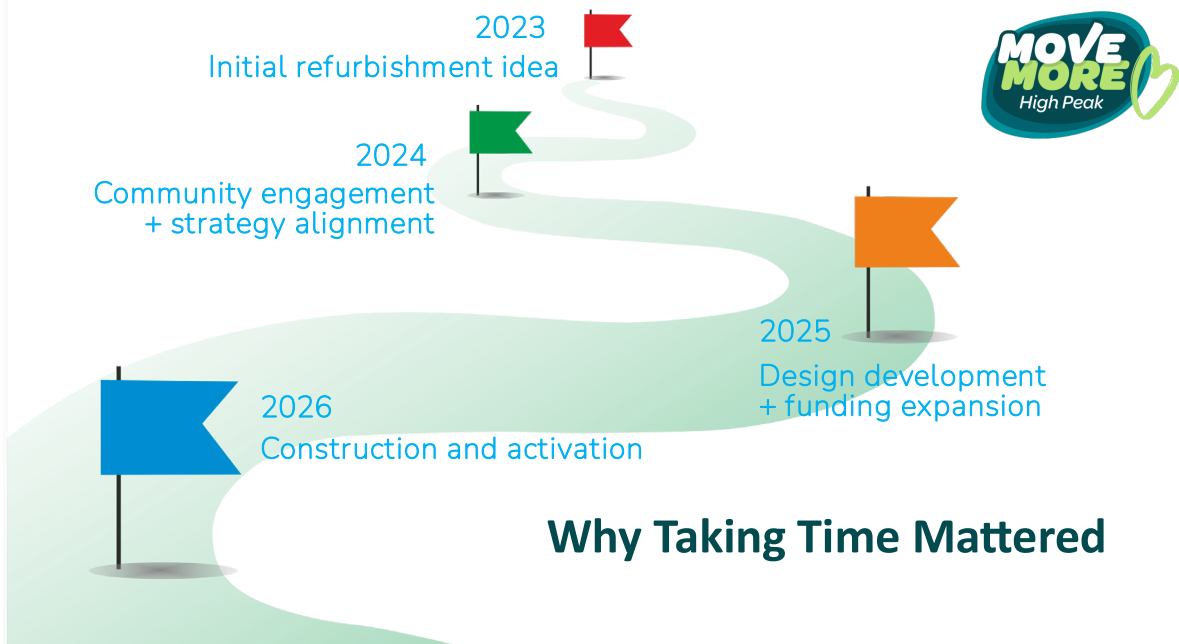 2023
Initial refurbishment idea
MOVE
MORE
High Peak
2024
Community engagement
+ strategy alignment
2025
Design development
+ funding expansion
2026
Construction and activation
Why Taking Time Mattered